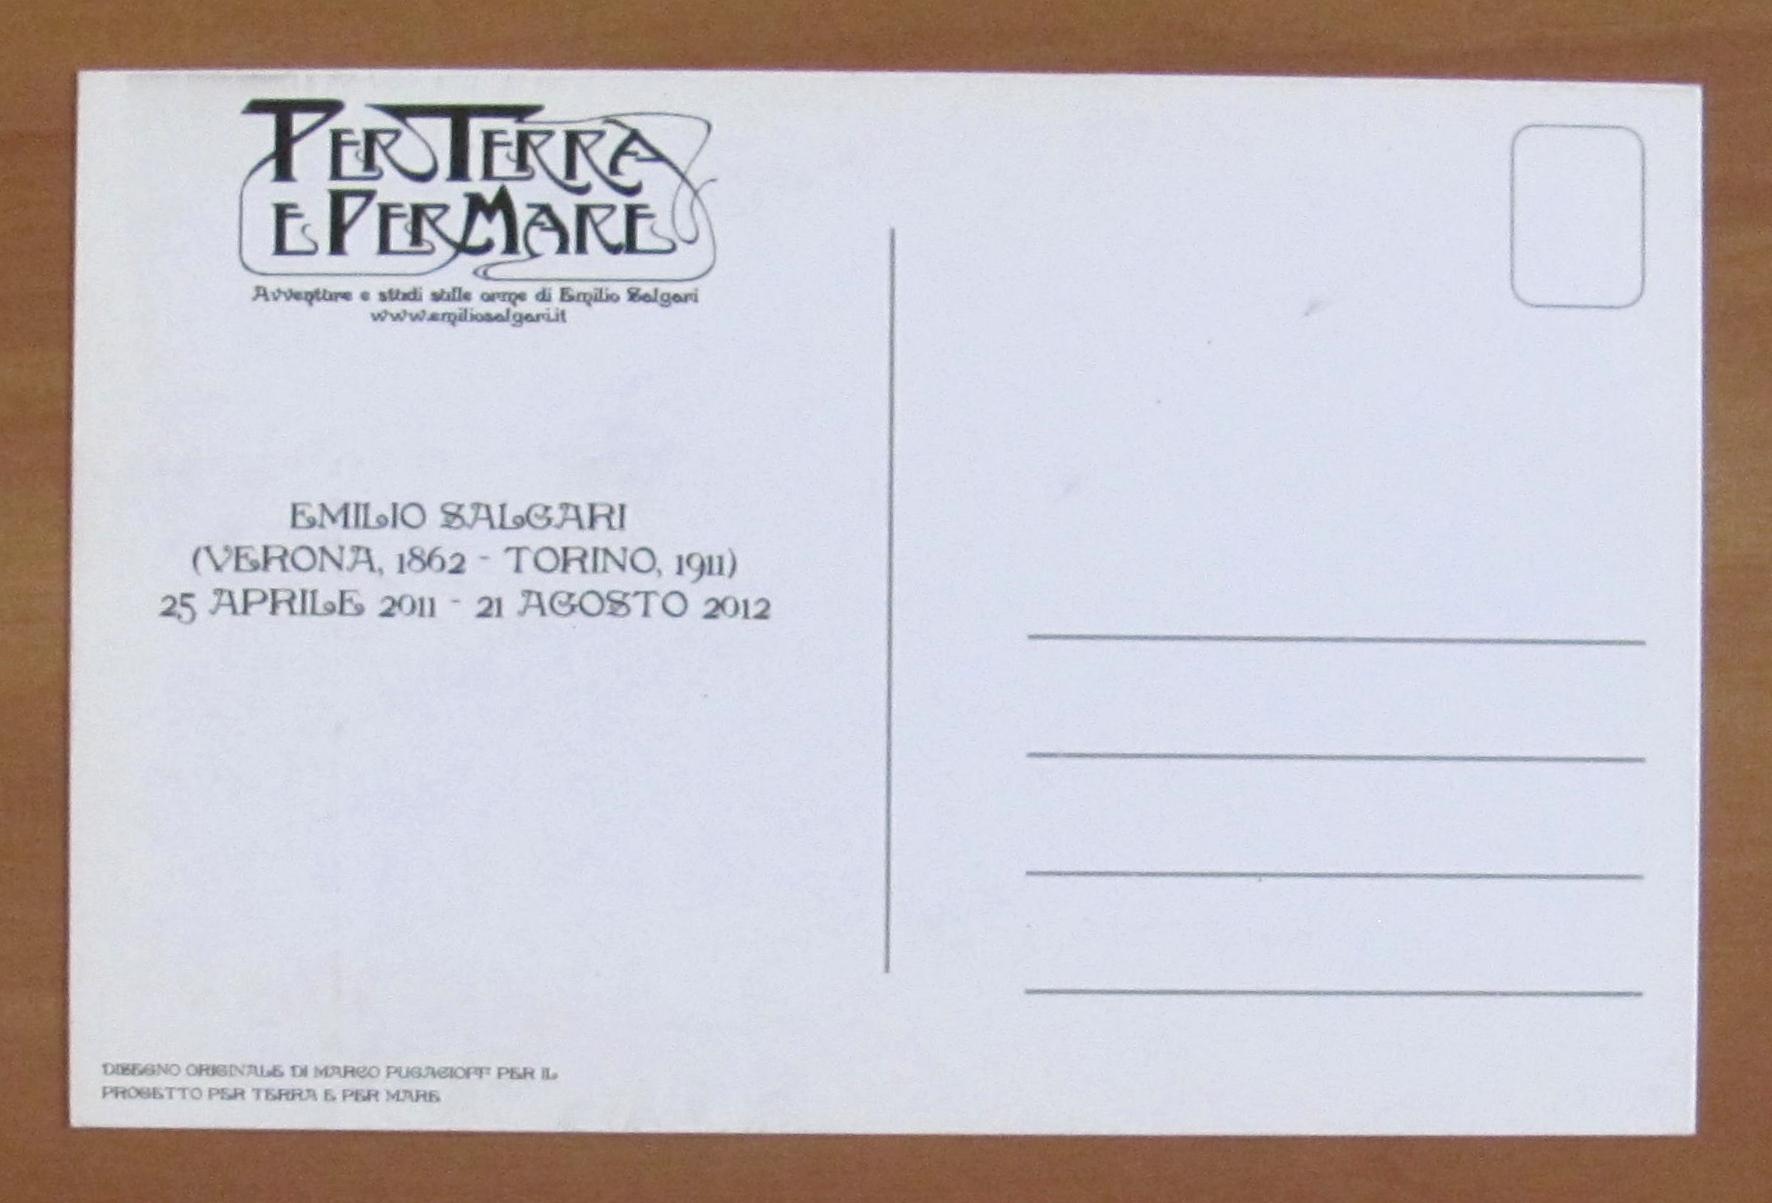 PER TERRA
E PER MARE
Avventure e studi sulle orme di Emilio Salgari
www.emiliosalgari.it
EMILIO SALGARI
(VERONA, 1862 - TORINO, 1911)
25 APRILE 2011 - 21 AGOSTO 2012
DISEGNO ORIGINALE DI MARCO PUGACIOFF PER IL
PROGETTO PER TERRA E PER MARE